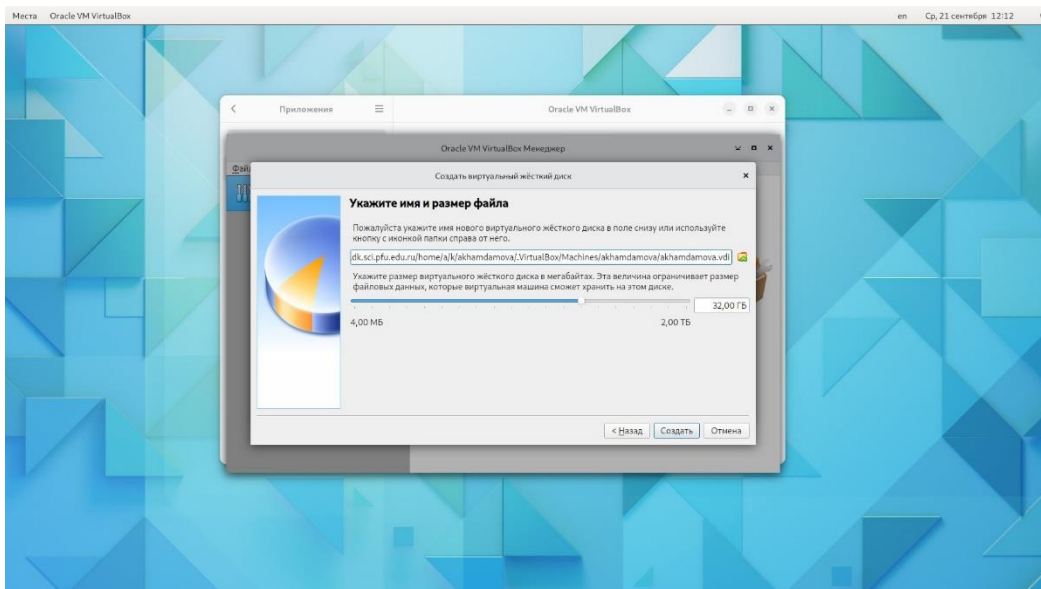 Места Oracle VM VirtualBox en Ср, 21 сентября 12:12
Приложения Oracle VM VirtualBox
Oracle VM VirtualBox Менеджер
Фай
Создать виртуальный жёсткий диск
Укажите имя и размер файла
Пожалуйста укажите имя нового виртуального жёсткого диска в поле снизу или используйте
кнопку с иконкой папки справа от него.
dk.sci.pfu.edu.ru/home/a/k/akhamdamova/.VirtualBox/Machines/akhamdamova/akhamdamova.vdi
Укажите размер виртуального жёсткого диска в мегабайтах. Эта величина ограничивает размер
файловых данных, которые виртуальная машина сможет хранить на этом диске.
32,00 ГБ
4,00 МБ 2,00 ТБ
< Назад Создать Отмена